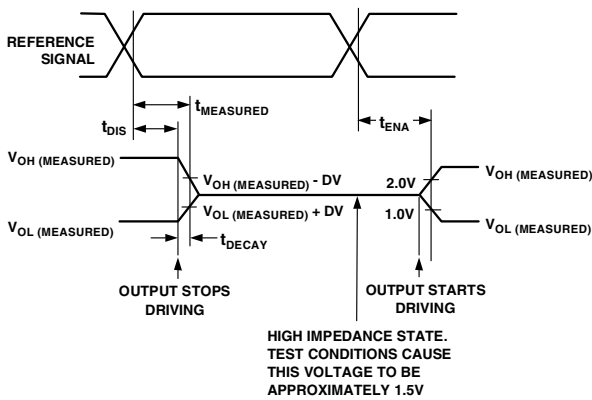 REFERENCE
SIGNAL
tMEASURED
tDIS
tENA
VOH (MEASURED)
VOH (MEASURED) - DV
2.0V
VOH (MEASURED)
VOL (MEASURED)
VOL (MEASURED) + DV
1.0V
VOL (MEASURED)
tDECAY
OUTPUT STOPS
DRIVING
OUTPUT STARTS
DRIVING
HIGH IMPEDANCE STATE.
TEST CONDITIONS CAUSE
THIS VOLTAGE TO BE
APPROXIMATELY 1.5V